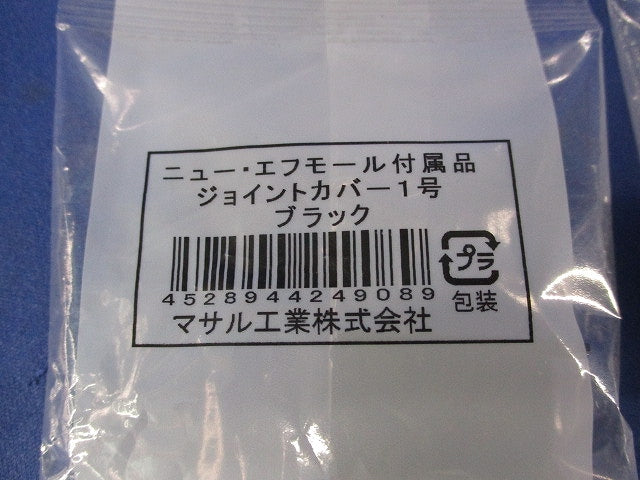 ニュー・エフモール付属品
ジョイントカバー1号
ブラック
4528944249089
プラ
包装
マサル工業株式会社